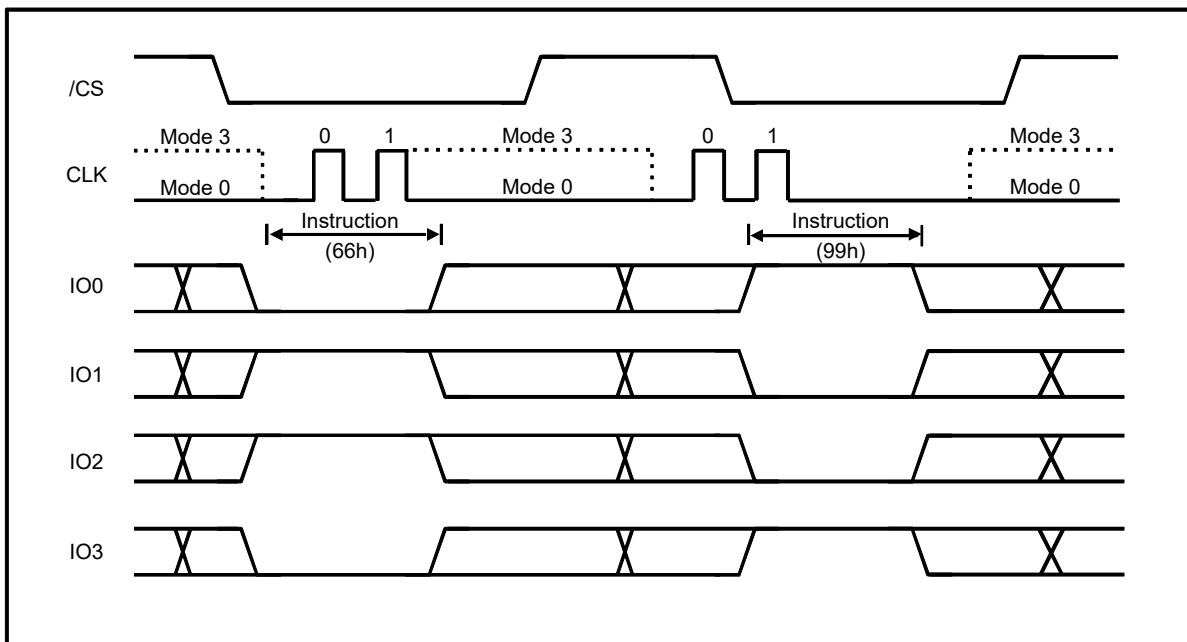 /CS
Mode 3 0 1 Mode 3 0 1 Mode 3
CLK
Mode 0 Mode 0 Mode 0
Instruction Instruction
(66h) (99h)
IO0
IO1
IO2
IO3